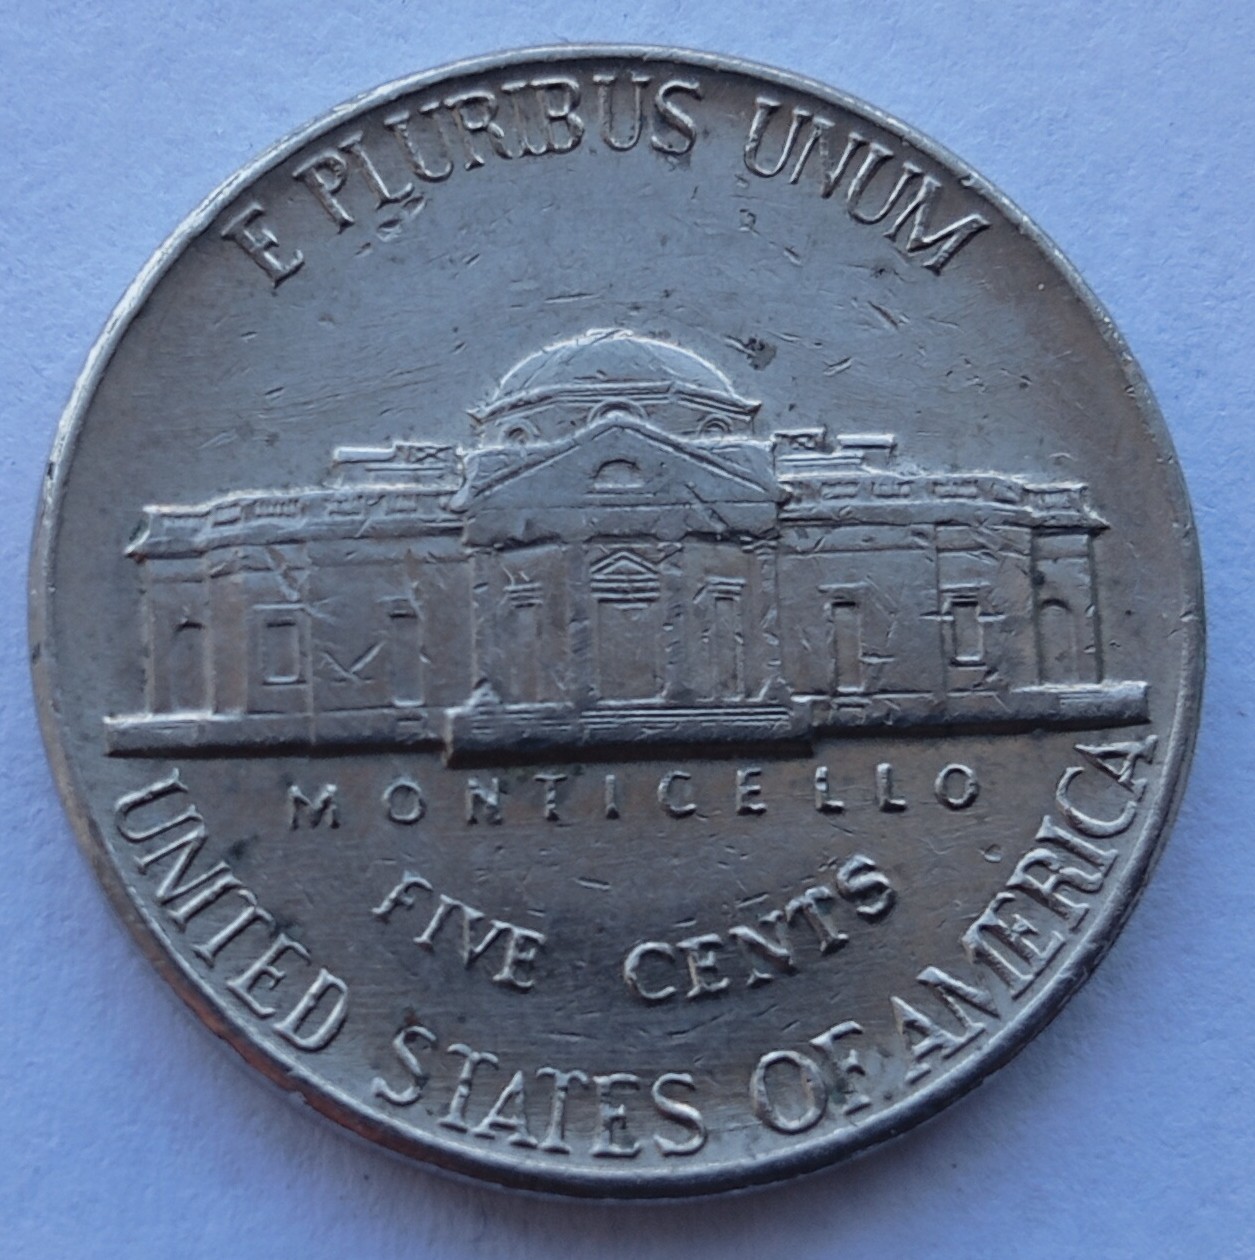 E PLURIBUS UNUM
MONTICELLO
FIVE CENTS
UNITED STATES OF AMERICA